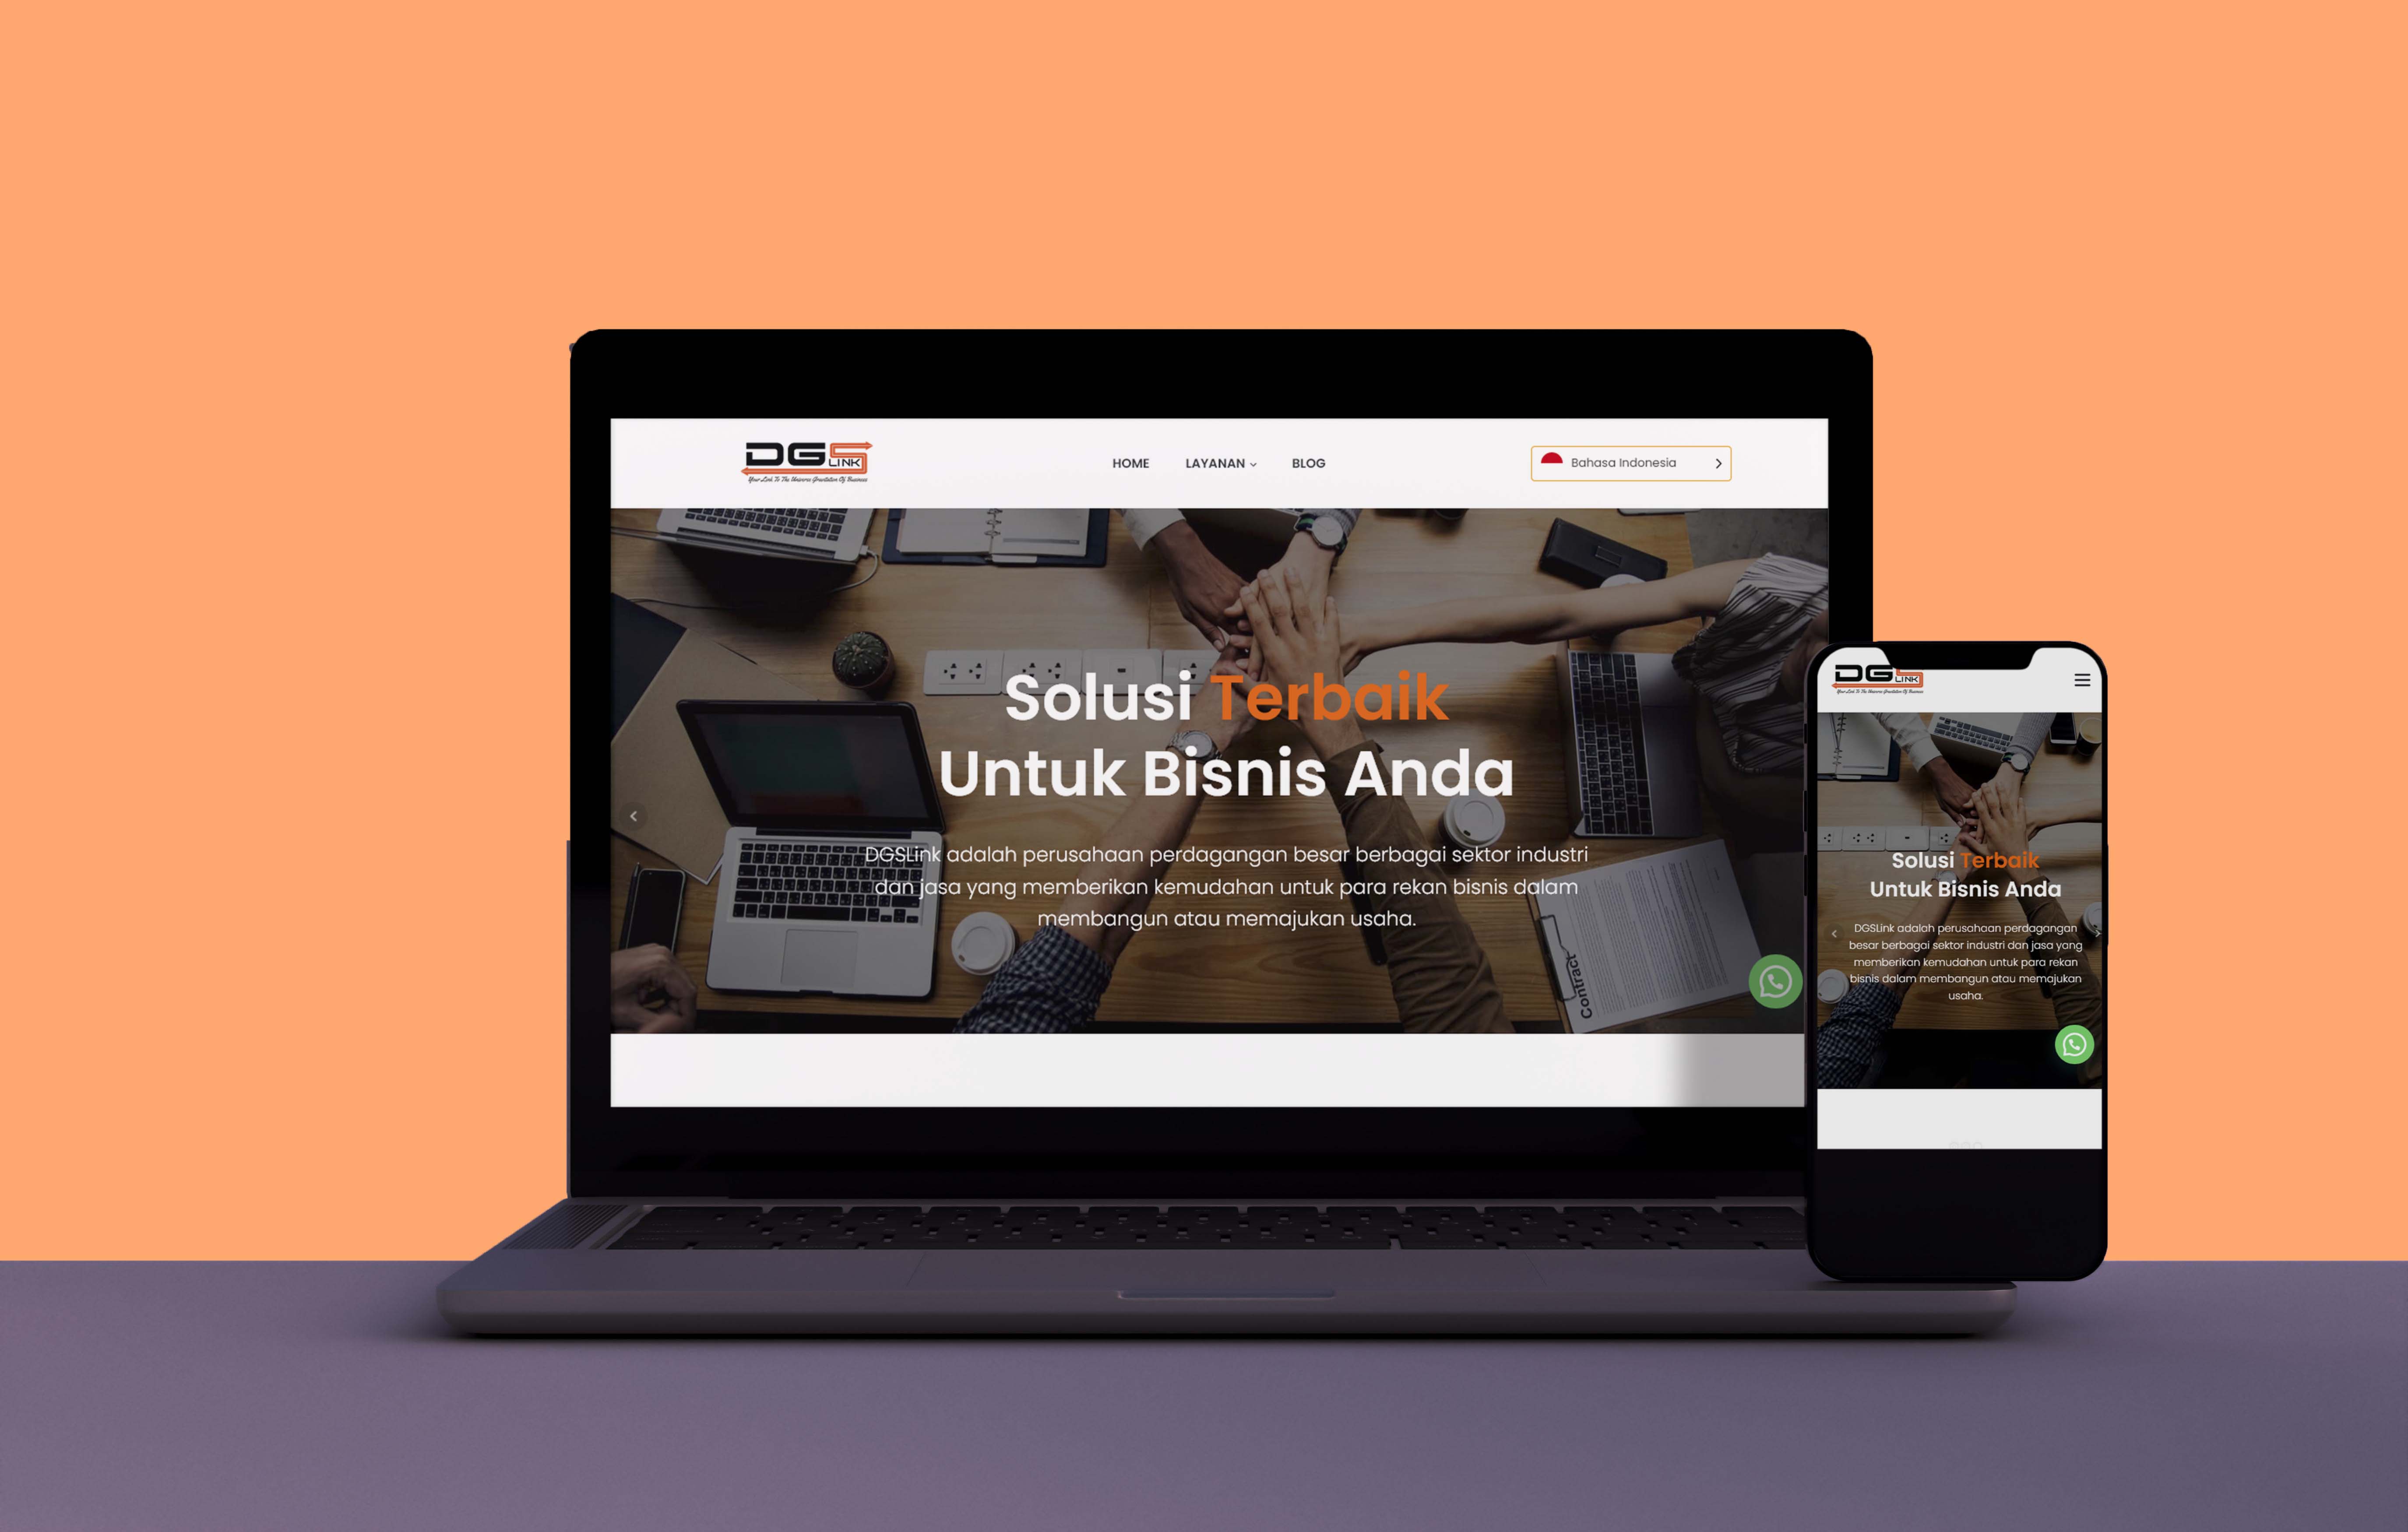 DGS LINK
Your Link To The Universe Gravitation Of Business
HOME
LAYANAN
BLOG
Bahasa Indonesia
Solusi Terbaik
Untuk Bisnis Anda
DGSLink adalah perusahaan perdagangan besar berbagai sektor industri
dan jasa yang memberikan kemudahan untuk para rekan bisnis dalam
membangun atau memajukan usaha.
Contract
DGS LINK
Your Link To The Universe Gravitation Of Business
Solusi Terbaik
Untuk Bisnis Anda
DGSLink adalah perusahaan perdagangan
besar berbagai sektor industri dan jasa yang
memberikan kemudahan untuk para rekan
bisnis dalam membangun atau memajukan
usaha.